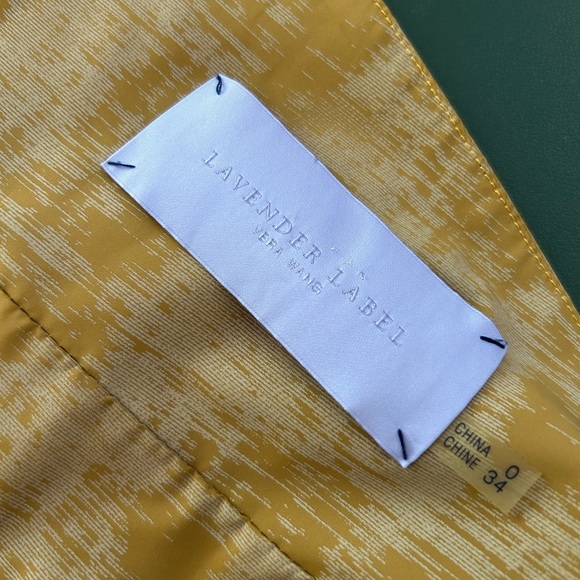 LAVENDER LABEL
VERA WANG
CHINA 0
CHINE 34